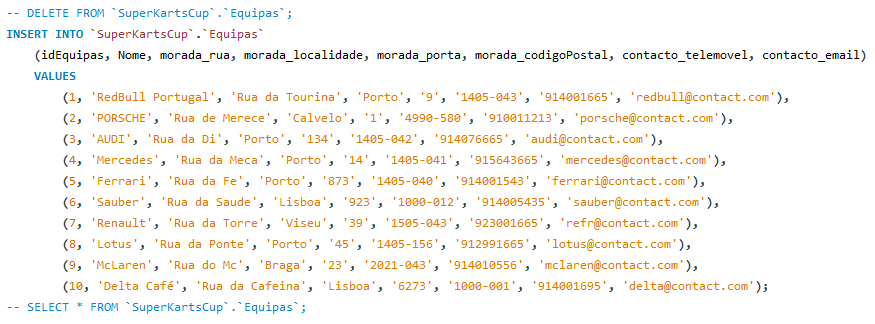 -- DELETE FROM `SuperKartsCup`.`Equipas`;
INSERT INTO `SuperKartsCup`.`Equipas`
(idEquipas, Nome, morada_rua, morada_localidade, morada_porta, morada_codigoPostal, contacto_telemovel, contacto_email)
VALUES
(1, 'RedBull Portugal', 'Rua da Tourina', 'Porto', '9', '1405-043', '914001665', 'redbull@contact.com'),
(2, 'PORSCHE', 'Rua de Merece', 'Calvelo', '1', '4990-580', '910011213', 'porsche@contact.com'),
(3, 'AUDI', 'Rua da Di', 'Porto', '134', '1405-042', '914076665', 'audi@contact.com'),
(4, 'Mercedes', 'Rua da Meca', 'Porto', '14', '1405-041', '915643665', 'mercedes@contact.com'),
(5, 'Ferrari', 'Rua da Fe', 'Porto', '873', '1405-040', '914001543', 'ferrari@contact.com'),
(6, 'Sauber', 'Rua da Saude', 'Lisboa', '923', '1000-012', '914005435', 'sauber@contact.com'),
(7, 'Renault', 'Rua da Torre', 'Viseu', '39', '1505-043', '923001665', 'refr@contact.com'),
(8, 'Lotus', 'Rua da Ponte', 'Porto', '45', '1405-156', '912991665', 'lotus@contact.com'),
(9, 'McLaren', 'Rua do Mc', 'Braga', '23', '2021-043', '914010556', 'mclaren@contact.com'),
(10, 'Delta Café', 'Rua da Cafeina', 'Lisboa', '6273', '1000-001', '914001695', 'delta@contact.com');
-- SELECT * FROM `SuperKartsCup`.`Equipas`;